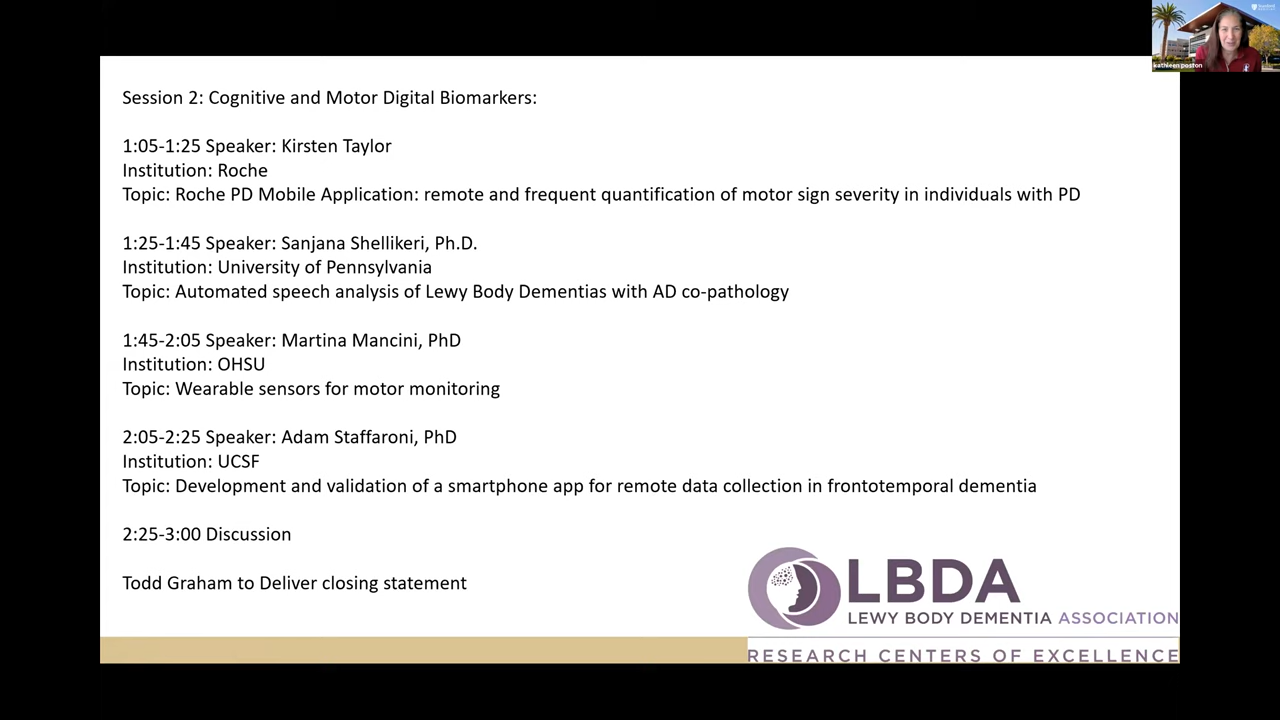 kathleen poston
Session 2: Cognitive and Motor Digital Biomarkers:
1:05-1:25 Speaker: Kirsten Taylor
Institution: Roche
Topic: Roche PD Mobile Application: remote and frequent quantification of motor sign severity in individuals with PD
1:25-1:45 Speaker: Sanjana Shellikeri, Ph.D.
Institution: University of Pennsylvania
Topic: Automated speech analysis of Lewy Body Dementias with AD co-pathology
1:45-2:05 Speaker: Martina Mancini, PhD
Institution: OHSU
Topic: Wearable sensors for motor monitoring
2:05-2:25 Speaker: Adam Staffaroni, PhD
Institution: UCSF
Topic: Development and validation of a smartphone app for remote data collection in frontotemporal dementia
2:25-3:00 Discussion
Todd Graham to Deliver closing statement
LBDA
LEWY BODY DEMENTIA ASSOCIATION
RESEARCH CENTERS OF EXCELLENCE